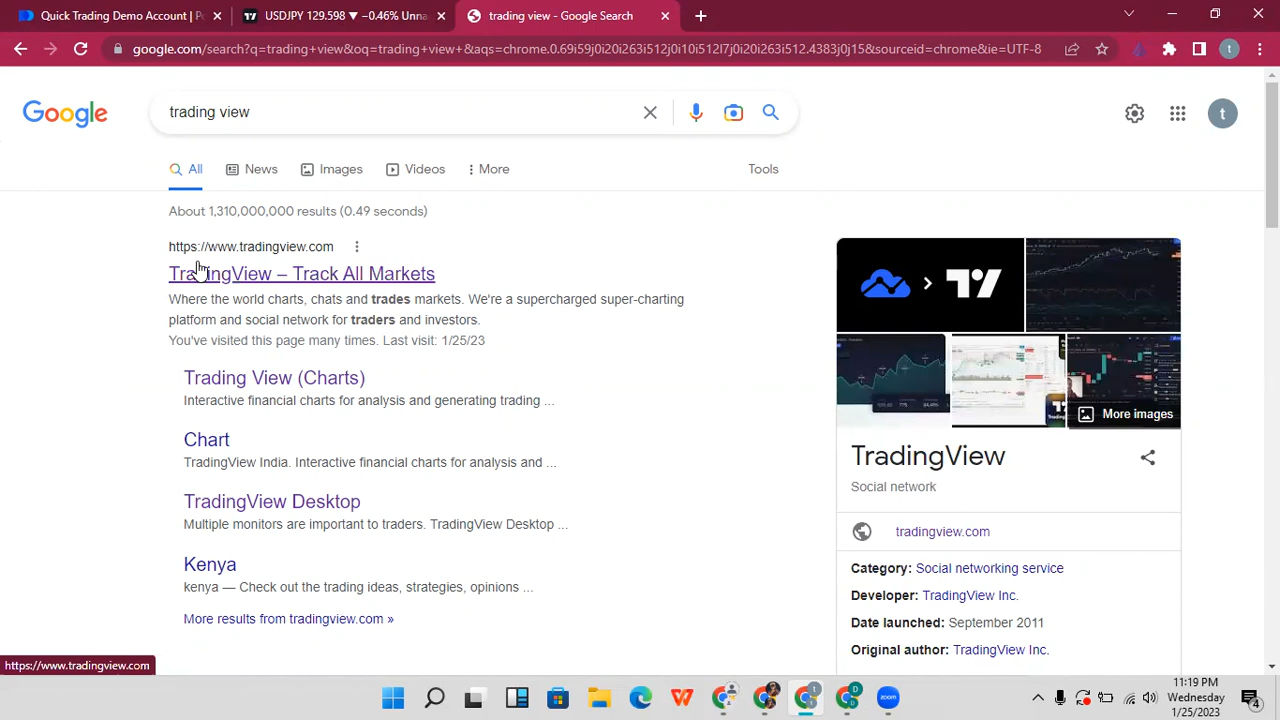 Quick Trading Demo Account | Po
USDJPY 129.598 ▼ −0.46% Unna
trading view - Google Search
google.com/search?q=trading+view&oq=trading+view+&aqs=chrome.0.69i59j0i20i263i512j0i10i512l7j0i20i263i512.4383j0j15&sourceid=chrome&ie=UTF-8
t
Google
trading view
t
All
News
Images
Videos
More
Tools
About 1,310,000,000 results (0.49 seconds)
https://www.tradingview.com
TradingView – Track All Markets
Where the world charts, chats and trades markets. We're a supercharged super-charting
platform and social network for traders and investors.
You've visited this page many times. Last visit: 1/25/23
Trading View (Charts)
Interactive financial charts for analysis and generating trading ...
Chart
TradingView India. Interactive financial charts for analysis and ...
TradingView Desktop
Multiple monitors are important to traders. TradingView Desktop ...
Kenya
kenya — Check out the trading ideas, strategies, opinions ...
More results from tradingview.com »
More images
TradingView
Social network
tradingview.com
Category: Social networking service
Developer: TradingView Inc.
Date launched: September 2011
Original author: TradingView Inc.
https://www.tradingview.com
zoom
11:19 PM
Wednesday
1/25/2023
4